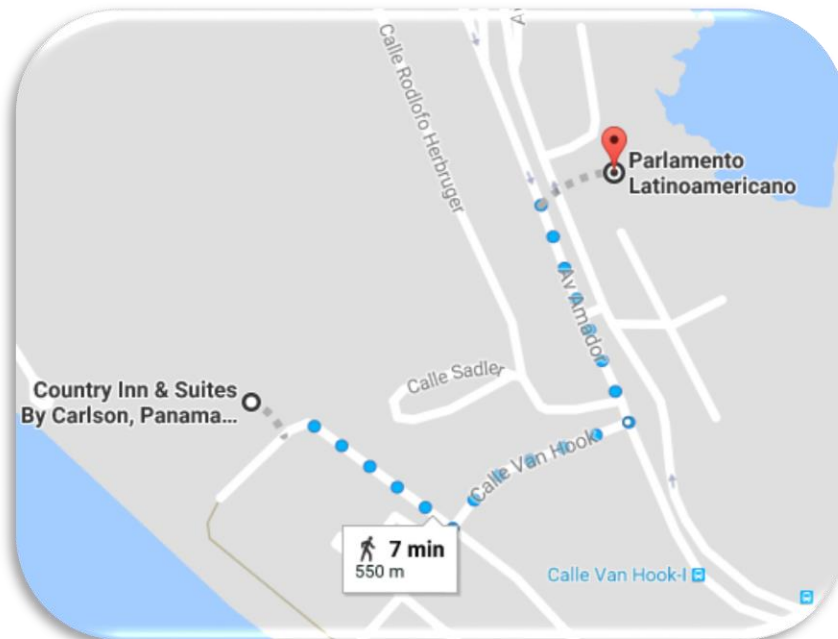 A
Calle Rodlofo Herbruger
Parlamento
Latinoamericano
Av Amador
Country Inn & Suites
By Carlson, Panama...
Calle Sadler
Calle Van Hook
7 min
550 m
Calle Van Hook-I